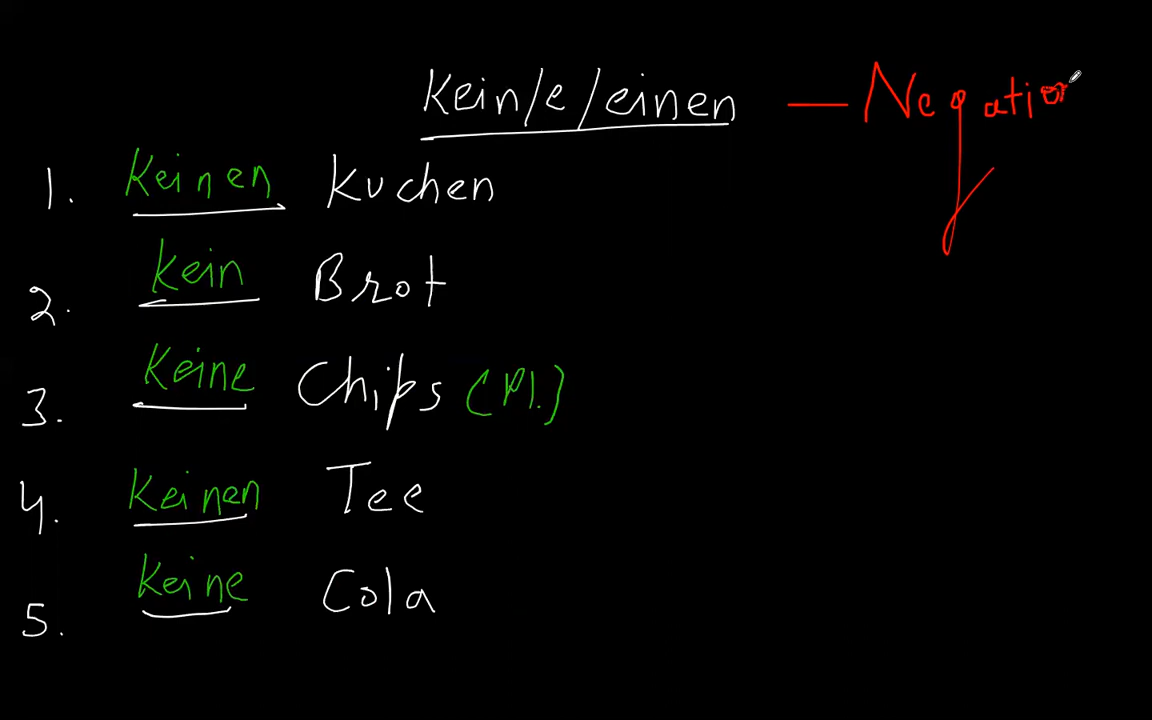 Kein/e/einen — Negation
1. Keinen Kuchen
2. Kein Brot
3. Keine Chips (Pl.)
4. Keinen Tee
5. Keine Cola